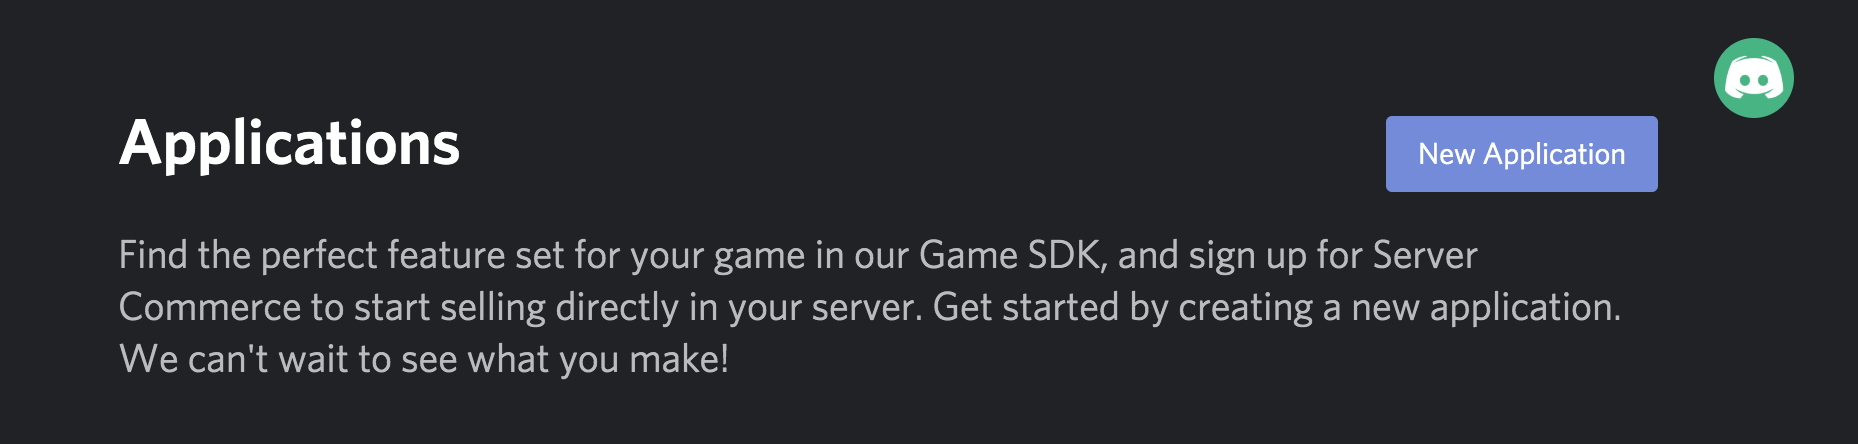 Applications
New Application
Find the perfect feature set for your game in our Game SDK, and sign up for Server
Commerce to start selling directly in your server. Get started by creating a new application.
We can't wait to see what you make!